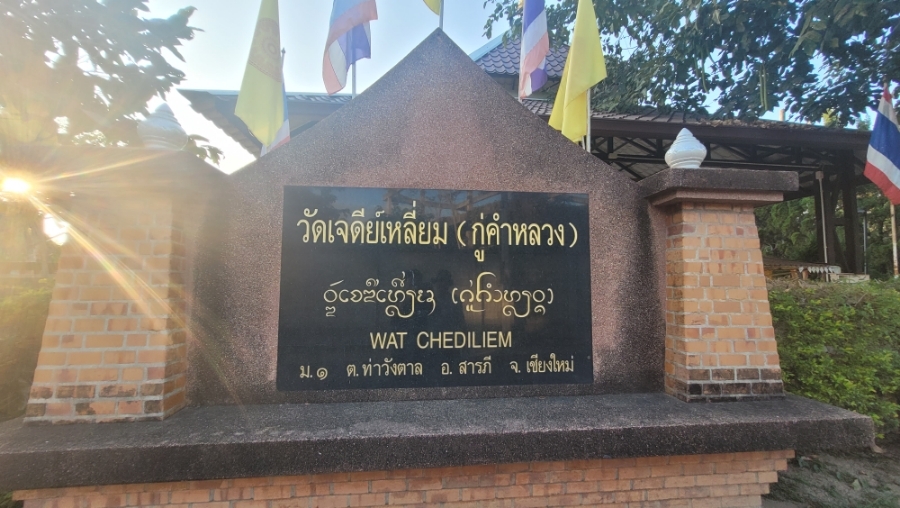 วัดเจดีย์เหลี่ยม (กู่คำหลวง)
WAT CHEDILIEM
ม.๑ ต.ท่าวังตาล อ.สารภี จ.เชียงใหม่